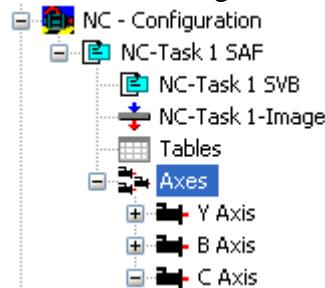 NC - Configuration
NC-Task 1 SAF
NC-Task 1 SVB
NC-Task 1-Image
Tables
Axes
Y Axis
B Axis
C Axis